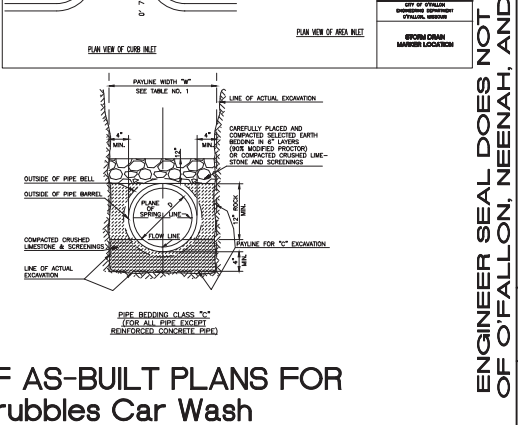 CITY OF O'FALLON
ENGINEERING DEPARTMENT
O'FALLON, MISSOURI
STORM DRAIN
MARKER LOCATION
0' 7
PLAN VIEW OF CURB INLET
PLAN VIEW OF AREA INLET
PAYLINE WIDTH "W"
SEE TABLE NO. 1
LINE OF ACTUAL EXCAVATION
4"
MIN.
4"
MIN.
12"
CAREFULLY PLACED AND
COMPACTED SELECTED EARTH
BEDDING IN 6" LAYERS
(90% MODIFIED PROCTOR)
OR COMPACTED CRUSHED LIME-
STONE AND SCREENINGS
OUTSIDE OF PIPE BELL
OUTSIDE OF PIPE BARREL
PLANE
OF
SPRING LINE
D
FLOW LINE
12" ROCK
MIN.
PAYLINE FOR "C" EXCAVATION
COMPACTED CRUSHED
LIMESTONE & SCREENINGS
4"
MIN.
LINE OF ACTUAL
EXCAVATION
PIPE BEDDING CLASS "C"
(FOR ALL PIPE EXCEPT
REINFORCED CONCRETE PIPE)
F AS-BUILT PLANS FOR
rubbles Car Wash
ENGINEER SEAL DOES NOT
OF O'FALLON, NEENAH, AND